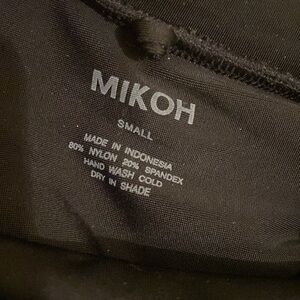 MIKOH
SMALL
MADE IN INDONESIA
80% NYLON 20% SPANDEX
HAND WASH COLD
DRY IN SHADE